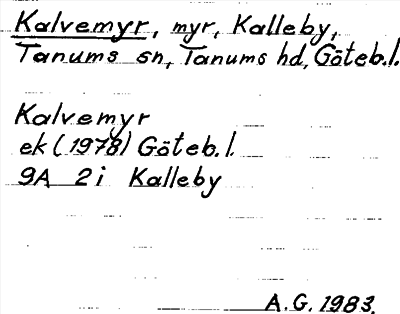 Kalvemyr, myr, Kalleby,
Tanums sn, Tanums hd, Göteb.l.
Kalvemyr
ek (1978) Göteb.l.
9A 2i Kalleby
A.G. 1983.